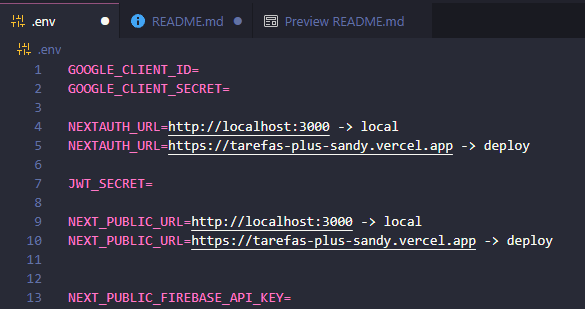 .env
README.md
Preview README.md
.env
1 GOOGLE_CLIENT_ID=
2 GOOGLE_CLIENT_SECRET=
3
4 NEXTAUTH_URL=http://localhost:3000 -> local
5 NEXTAUTH_URL=https://tarefas-plus-sandy.vercel.app -> deploy
6
7 JWT_SECRET=
8
9 NEXT_PUBLIC_URL=http://localhost:3000 -> local
10 NEXT_PUBLIC_URL=https://tarefas-plus-sandy.vercel.app -> deploy
11
12
13 NEXT_PUBLIC_FIREBASE_API_KEY=